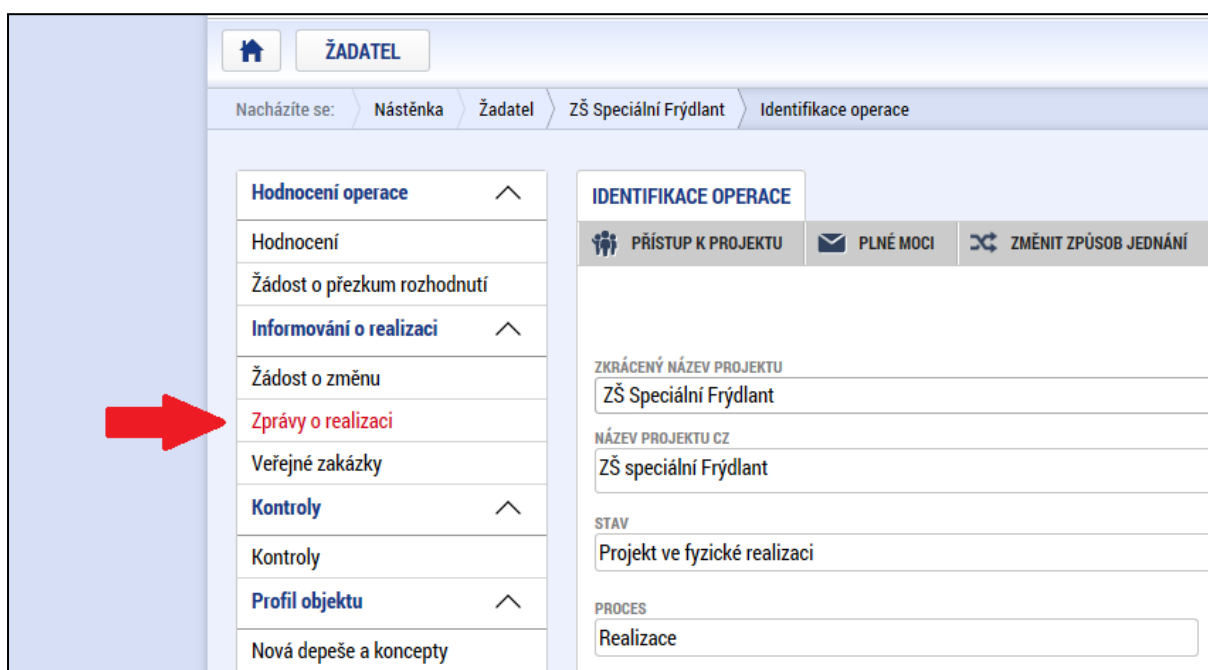 ŽADATEL
Nacházíte se: Nástěnka Žadatel ZŠ Speciální Frýdlant Identifikace operace
Hodnocení operace
Hodnocení
Žádost o přezkum rozhodnutí
Informování o realizaci
Žádost o změnu
Zprávy o realizaci
Veřejné zakázky
Kontroly
Kontroly
Profil objektu
Nová depeše a koncepty
IDENTIFIKACE OPERACE
PŘÍSTUP K PROJEKTU PLNÉ MOCI ZMĚNIT ZPŮSOB JEDNÁNÍ
ZKRÁCENÝ NÁZEV PROJEKTU
ZŠ Speciální Frýdlant
NÁZEV PROJEKTU CZ
ZŠ speciální Frýdlant
STAV
Projekt ve fyzické realizaci
PROCES
Realizace